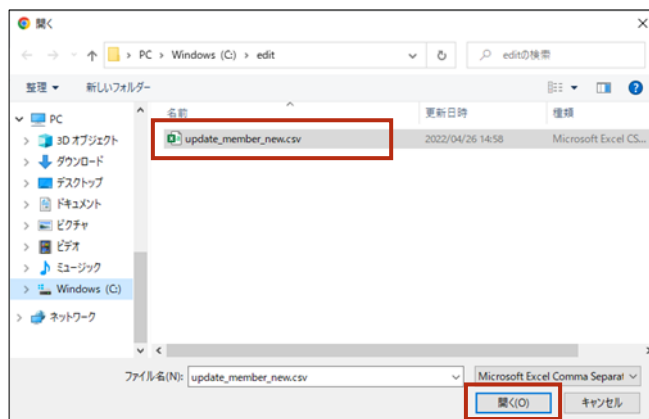 開く
PC › Windows (C:) › edit
editの検索
整理 新しいフォルダー
名前 更新日時 種類
update_member_new.csv 2022/04/26 14:58 Microsoft Excel CS...
PC
3D オブジェクト
ダウンロード
デスクトップ
ドキュメント
ピクチャ
ビデオ
ミュージック
Windows (C:)
ネットワーク
ファイル名(N): update_member_new.csv Microsoft Excel Comma Separat
開く(O) キャンセル